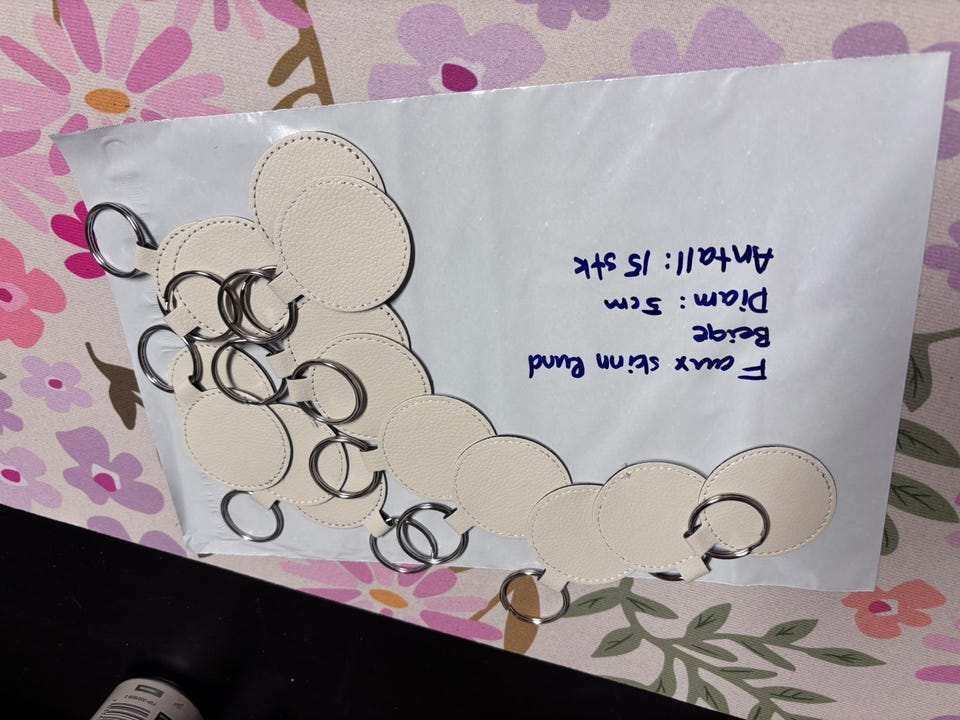 Faux skinn rund
Beige
Diam: 5cm
Antall: 15 stk